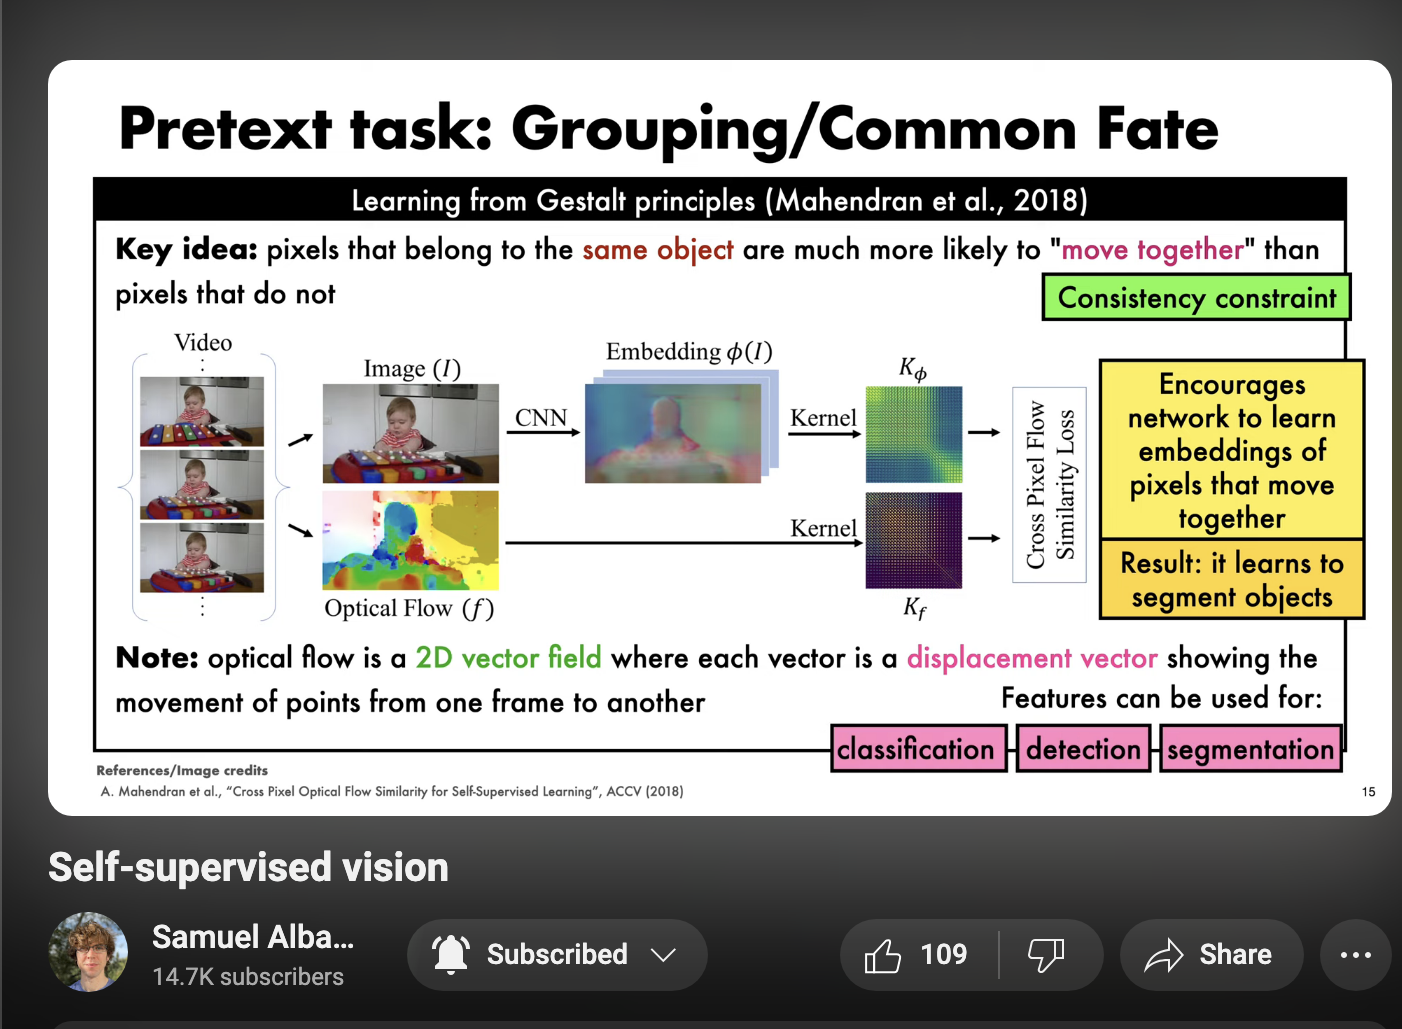 Pretext task: Grouping/Common Fate
Learning from Gestalt principles (Mahendran et al., 2018)
Key idea: pixels that belong to the same object are much more likely to "move together" than
pixels that do not
Consistency constraint
Video
Image (I)
Embedding ϕ(I)
CNN
Kernel
K_ϕ
Optical Flow (f)
Kernel
K_f
Cross Pixel Flow
Similarity Loss
Encourages
network to learn
embeddings of
pixels that move
together
Result: it learns to
segment objects
Note: optical flow is a 2D vector field where each vector is a displacement vector showing the
movement of points from one frame to another
Features can be used for:
classification
detection
segmentation
References/Image credits
A. Mahendran et al., “Cross Pixel Optical Flow Similarity for Self-Supervised Learning”, ACCV (2018)
15
Self-supervised vision
Samuel Alba...
14.7K subscribers
Subscribed
109
Share